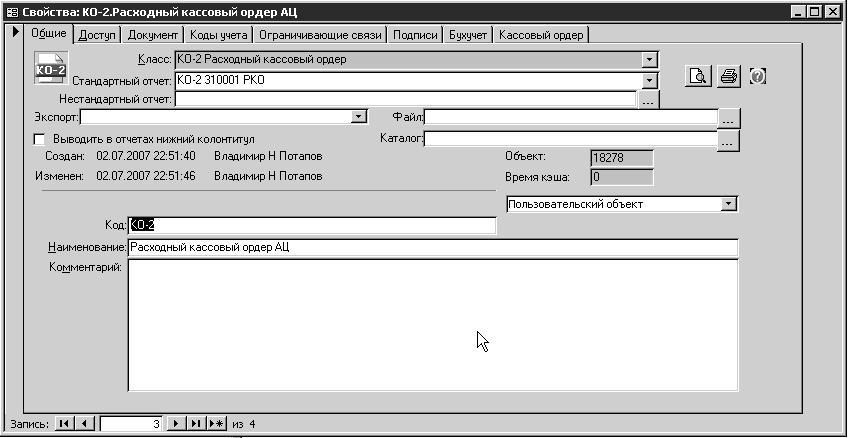 Свойства: КО-2.Расходный кассовый ордер АЦ
Общие Доступ Документ Коды учета Ограничивающие связи Подписи Бухучет Кассовый ордер
КО-2
Класс: КО-2 Расходный кассовый ордер
Стандартный отчет: КО-2 310001 РКО
Нестандартный отчет: ...
Экспорт: Файл: ...
Выводить в отчетах нижний колонтитул Каталог: ...
Создан: 02.07.2007 22:51:40 Владимир Н Потапов Объект: 18278
Изменен: 02.07.2007 22:51:46 Владимир Н Потапов Время кэша: 0
Пользовательский объект
Код: КО-2
Наименование: Расходный кассовый ордер АЦ
Комментарий:
Запись: 3 из 4